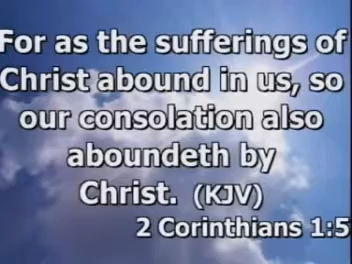 For as the sufferings of
Christ abound in us, so
our consolation also
aboundeth by
Christ. (KJV)
2 Corinthians 1:5